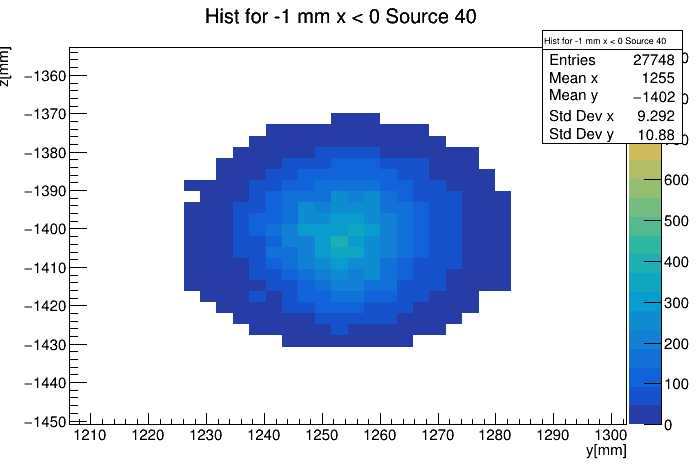 Hist for -1 mm x < 0 Source 40
Hist for -1 mm x < 0 Source 40
Entries 27748
Mean x 1255
Mean y −1402
Std Dev x 9.292
Std Dev y 10.88
z[mm]
−1360
−1370
−1380
−1390
−1400
−1410
−1420
−1430
−1440
−1450
1210 1220 1230 1240 1250 1260 1270 1280 1290 1300
y[mm]
700
600
500
400
300
200
100
0